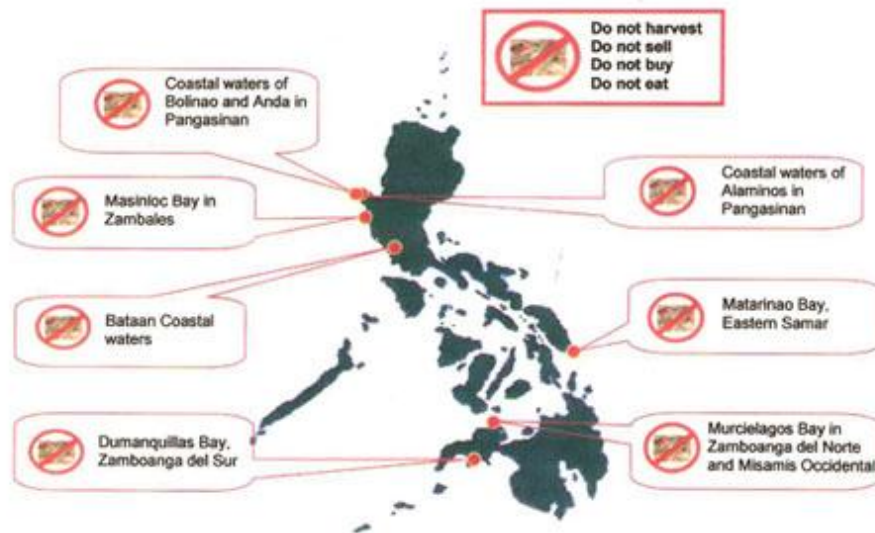 Do not harvest
Do not sell
Do not buy
Do not eat
Coastal waters of
Bolinao and Anda in
Pangasinan
Coastal waters of
Alaminos in
Pangasinan
Masinloc Bay in
Zambales
Bataan Coastal
waters
Matarinao Bay,
Eastern Samar
Dumanquillas Bay,
Zamboanga del Sur
Murcielagos Bay in
Zamboanga del Norte
and Misamis Occidental